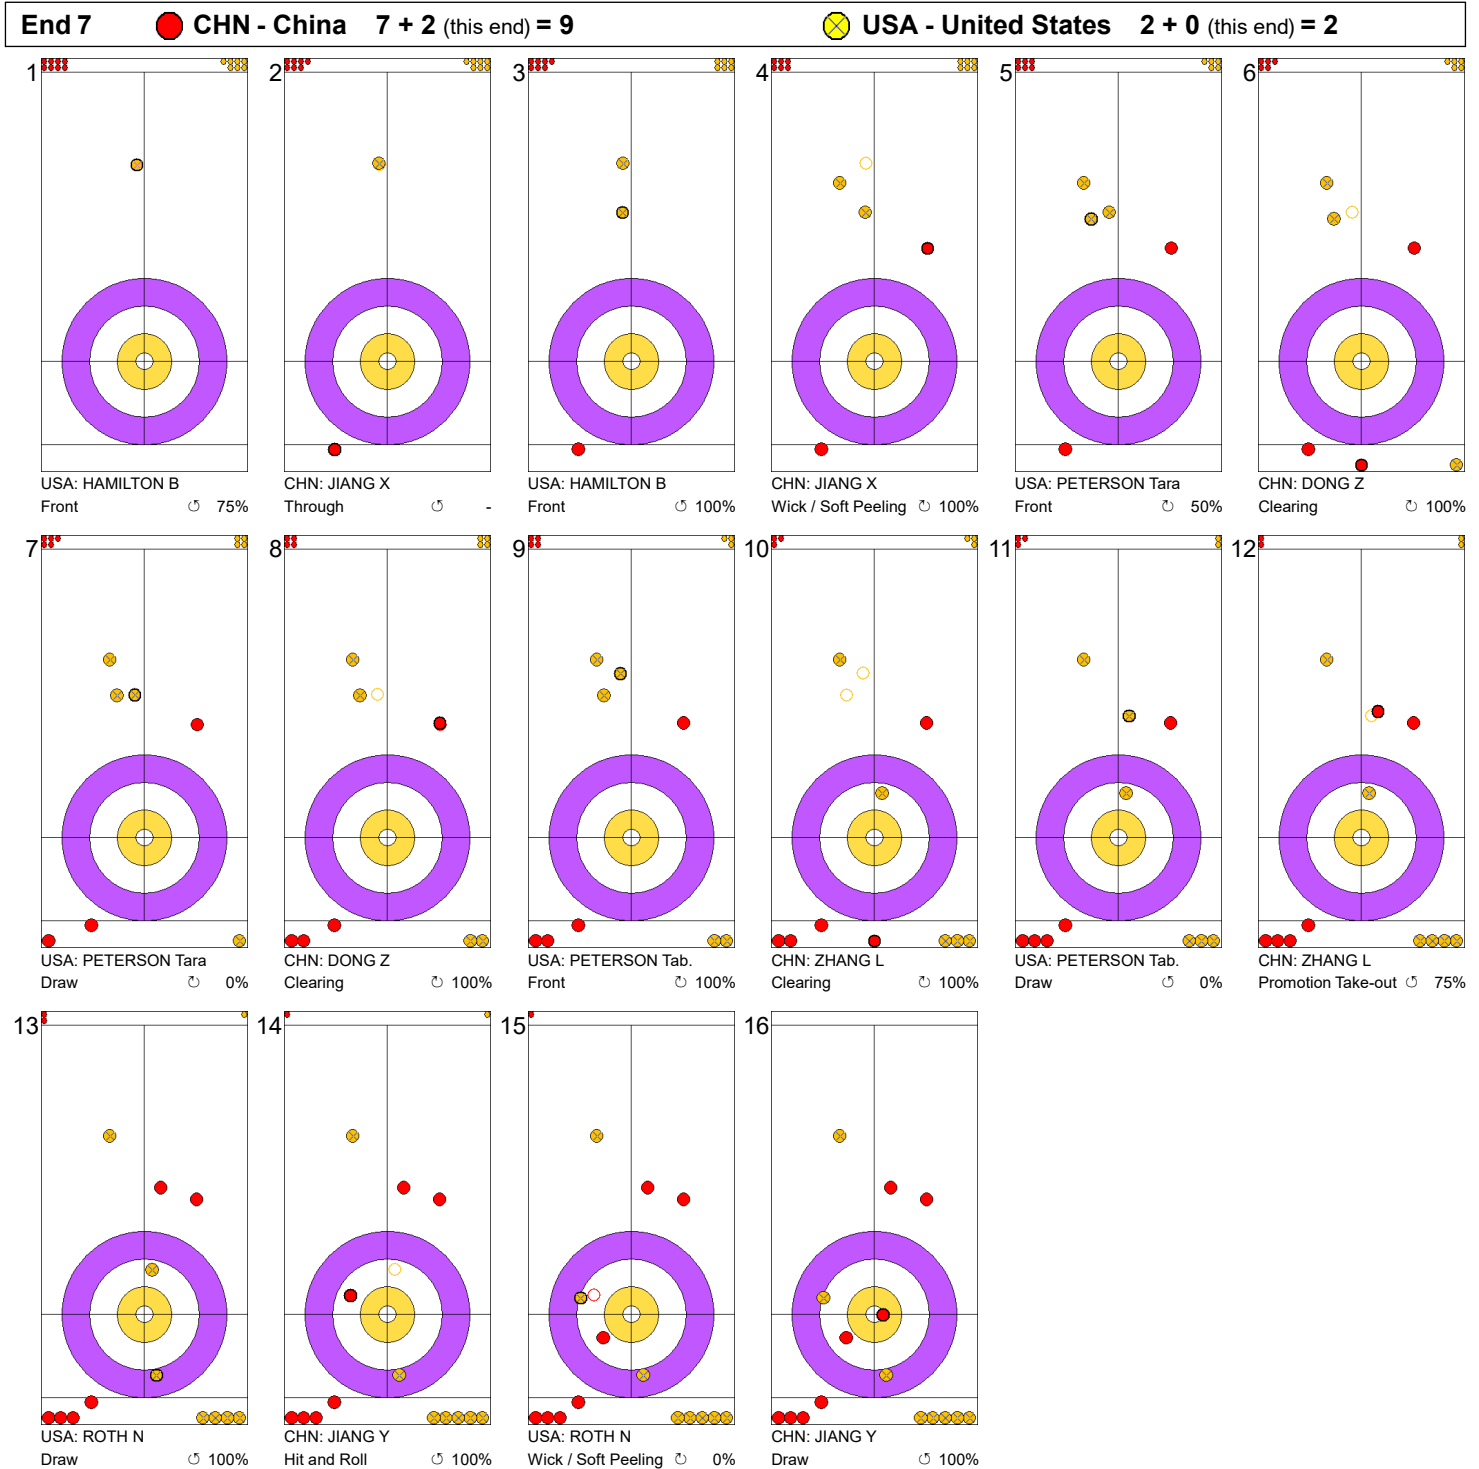 End 7 CHN - China 7 + 2 (this end) = 9 USA - United States 2 + 0 (this end) = 2
1 2 3 4 5 6
USA: HAMILTON B CHN: JIANG X USA: HAMILTON B CHN: JIANG X USA: PETERSON Tara CHN: DONG Z
Front ↺ 75% Through ↺ - Front ↺ 100% Wick / Soft Peeling ↻ 100% Front ↻ 50% Clearing ↻ 100%
7 8 9 10 11 12
USA: PETERSON Tara CHN: DONG Z USA: PETERSON Tab. CHN: ZHANG L USA: PETERSON Tab. CHN: ZHANG L
Draw ↻ 0% Clearing ↻ 100% Front ↻ 100% Clearing ↻ 100% Draw ↺ 0% Promotion Take-out ↺ 75%
13 14 15 16
USA: ROTH N CHN: JIANG Y USA: ROTH N CHN: JIANG Y
Draw ↺ 100% Hit and Roll ↺ 100% Wick / Soft Peeling ↻ 0% Draw ↺ 100%